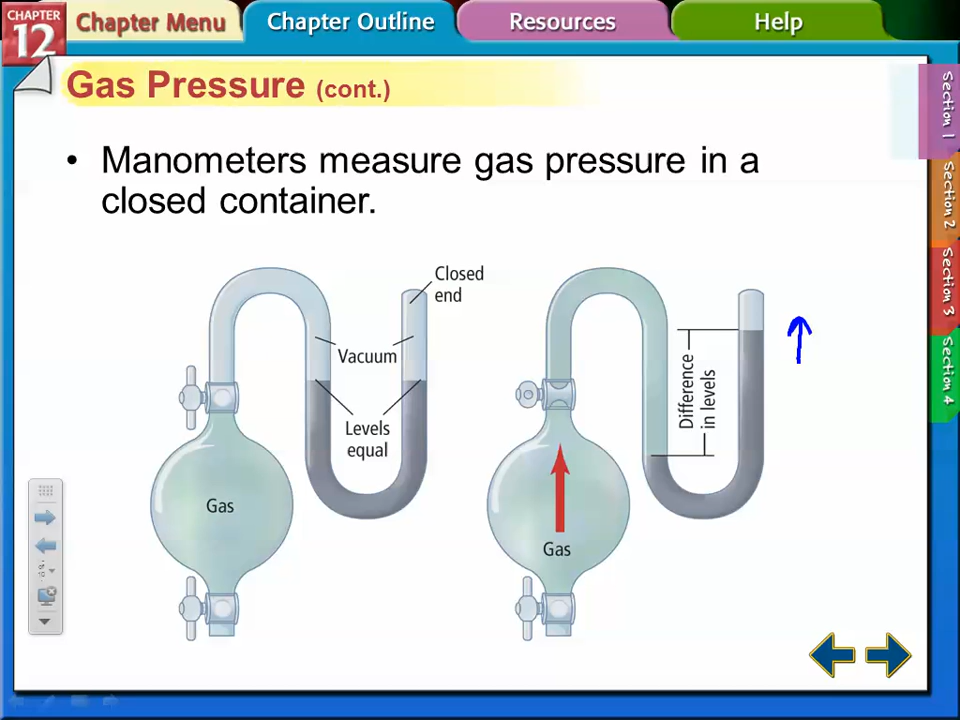 CHAPTER
12
Chapter Menu
Chapter Outline
Resources
Help
Gas Pressure (cont.)
• Manometers measure gas pressure in a
closed container.
Closed
end
Vacuum
Levels
equal
Gas
Difference
in levels
Gas
Section 1
Section 2
Section 3
Section 4